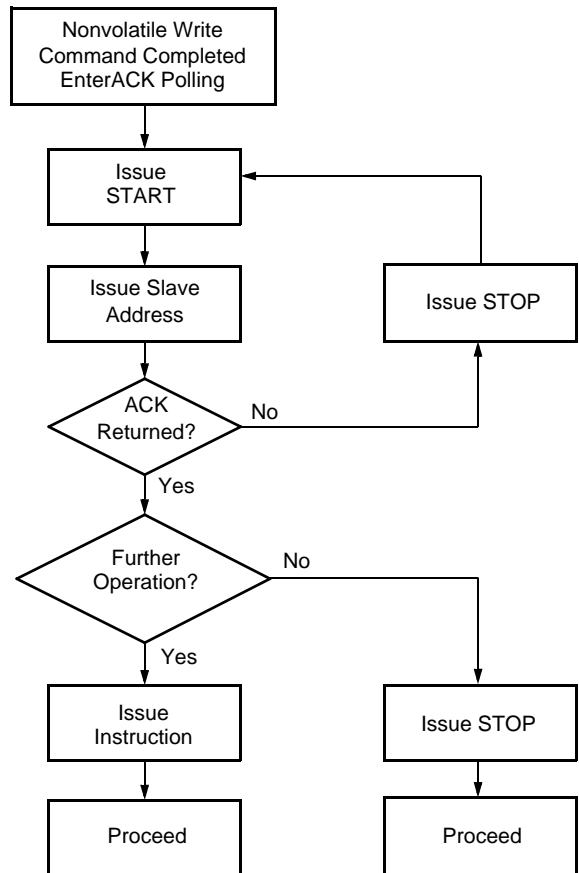 Nonvolatile Write
Command Completed
EnterACK Polling
Issue
START
Issue Slave
Address
Issue STOP
ACK
Returned?
No
Yes
Further
Operation?
No
Yes
Issue
Instruction
Issue STOP
Proceed
Proceed